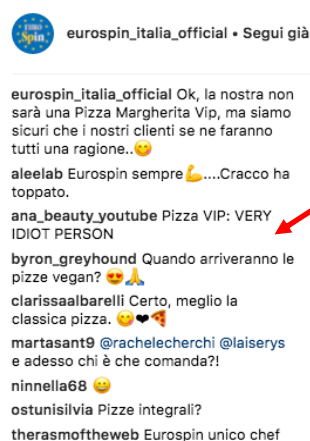 EURO
Spin
eurospin_italia_official • Segui già
eurospin_italia_official Ok, la nostra non
sarà una Pizza Margherita Vip, ma siamo
sicuri che i nostri clienti se ne faranno
tutti una ragione..😋
aleelab Eurospin sempre💪....Cracco ha
toppato.
ana_beauty_youtube Pizza VIP: VERY
IDIOT PERSON
byron_greyhound Quando arriveranno le
pizze vegan? 😍🙏
clarissaalbarelli Certo, meglio la
classica pizza. 😋❤🍕
martasant9 @rachelecherchi @laiserys
e adesso chi è che comanda?!
ninnella68 😄
ostunisilvia Pizze integrali?
therasmoftheweb Eurospin unico chef